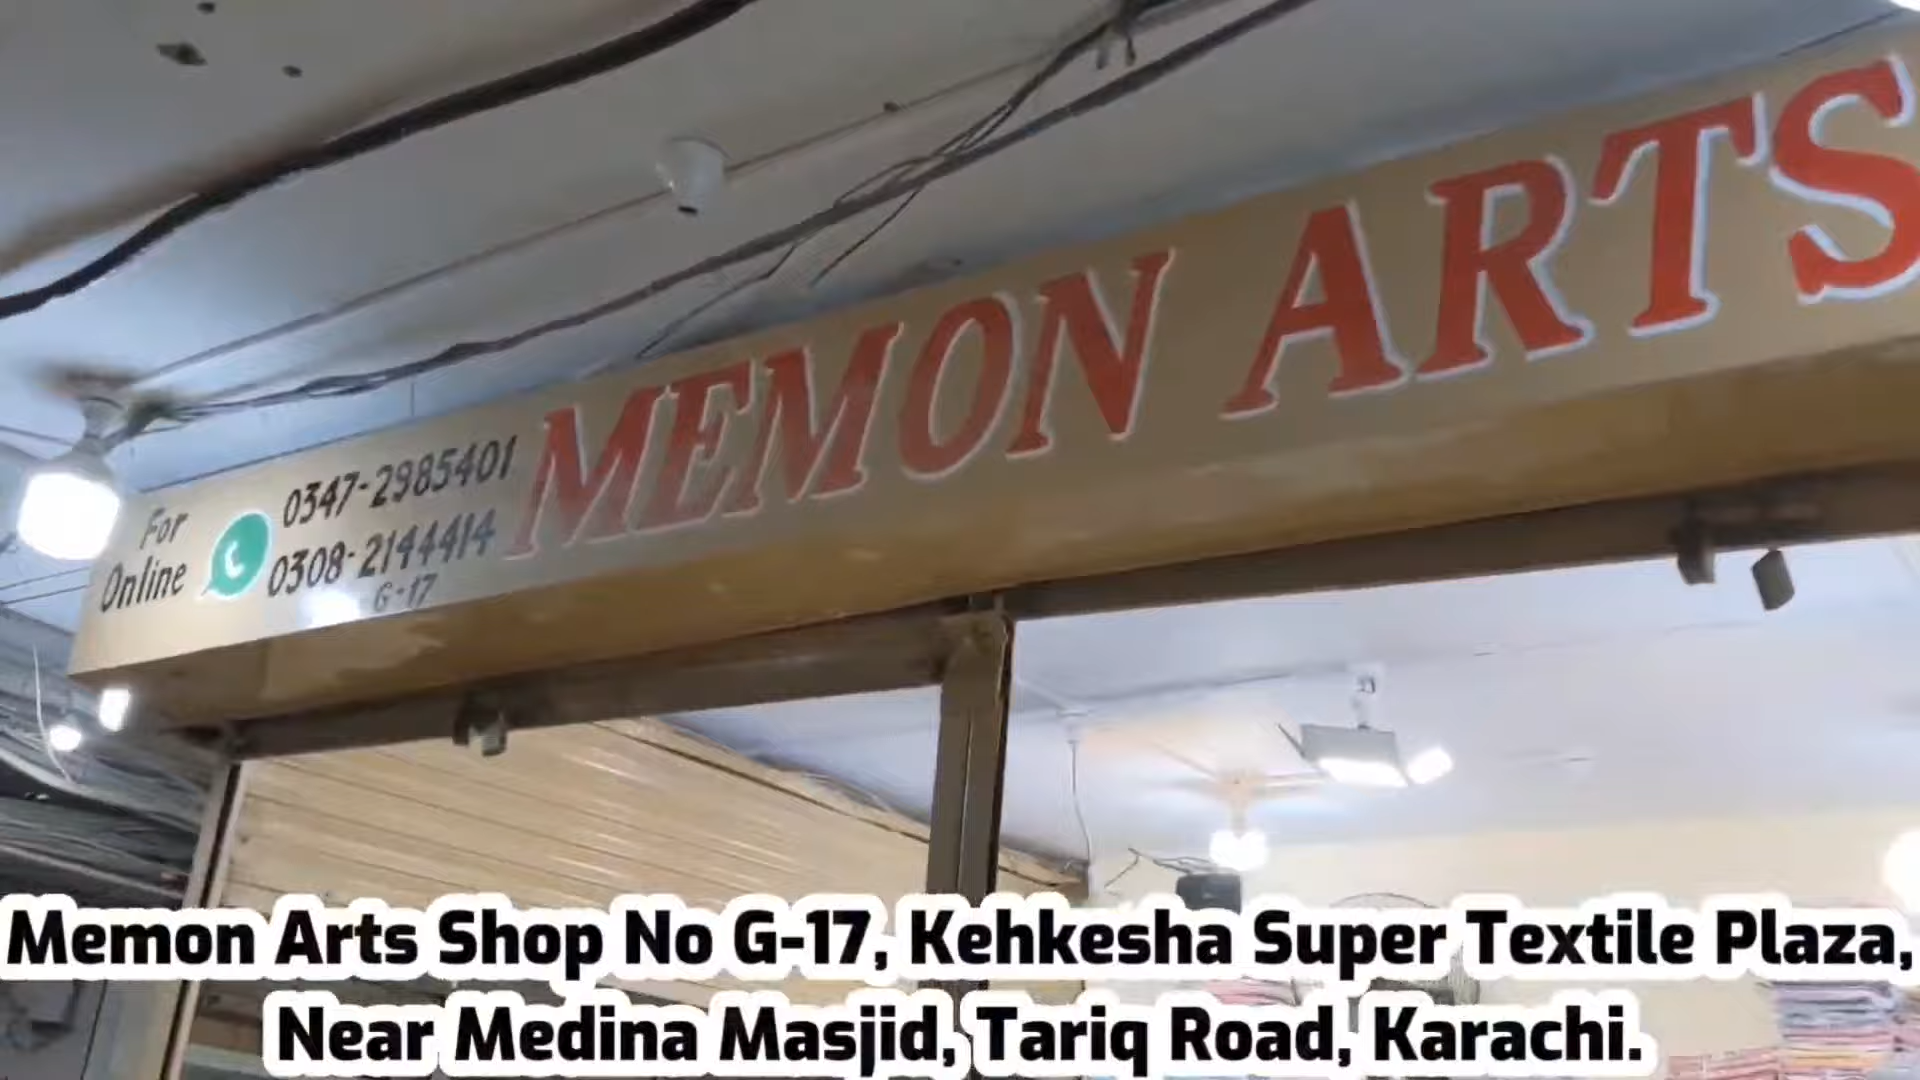 MEMON ARTS
For
Online
0347-2985401
0308-2144414
G-17
Memon Arts Shop No G-17, Kehkesha Super Textile Plaza,
Near Medina Masjid, Tariq Road, Karachi.